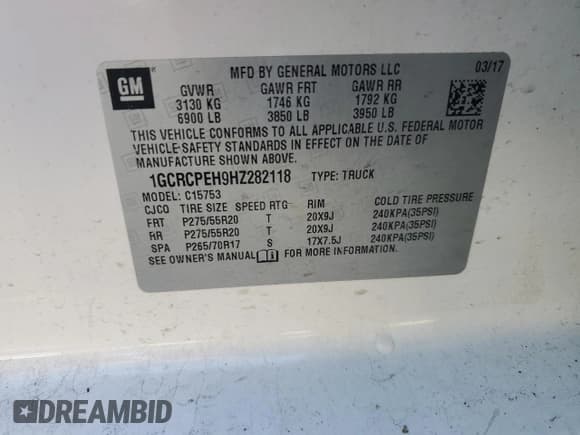 GM
MFD BY GENERAL MOTORS LLC
03/17
GVWR GAWR FRT GAWR RR
3130 KG 1746 KG 1792 KG
6900 LB 3850 LB 3950 LB
THIS VEHICLE CONFORMS TO ALL APPLICABLE U.S. FEDERAL MOTOR
VEHICLE SAFETY STANDARDS IN EFFECT ON THE DATE OF
MANUFACTURE SHOWN ABOVE.
1GCRCPEH9HZ282118 TYPE: TRUCK
MODEL: C15753
CJCO TIRE SIZE SPEED RTG RIM COLD TIRE PRESSURE
FRT P275/55R20 T 20X9J 240KPA(35PSI)
RR P275/55R20 T 20X9J 240KPA(35PSI)
SPA P265/70R17 S 17X7.5J 240KPA(35PSI)
SEE OWNER'S MANUAL i FOR MORE INFORMATION.
DREAMBID